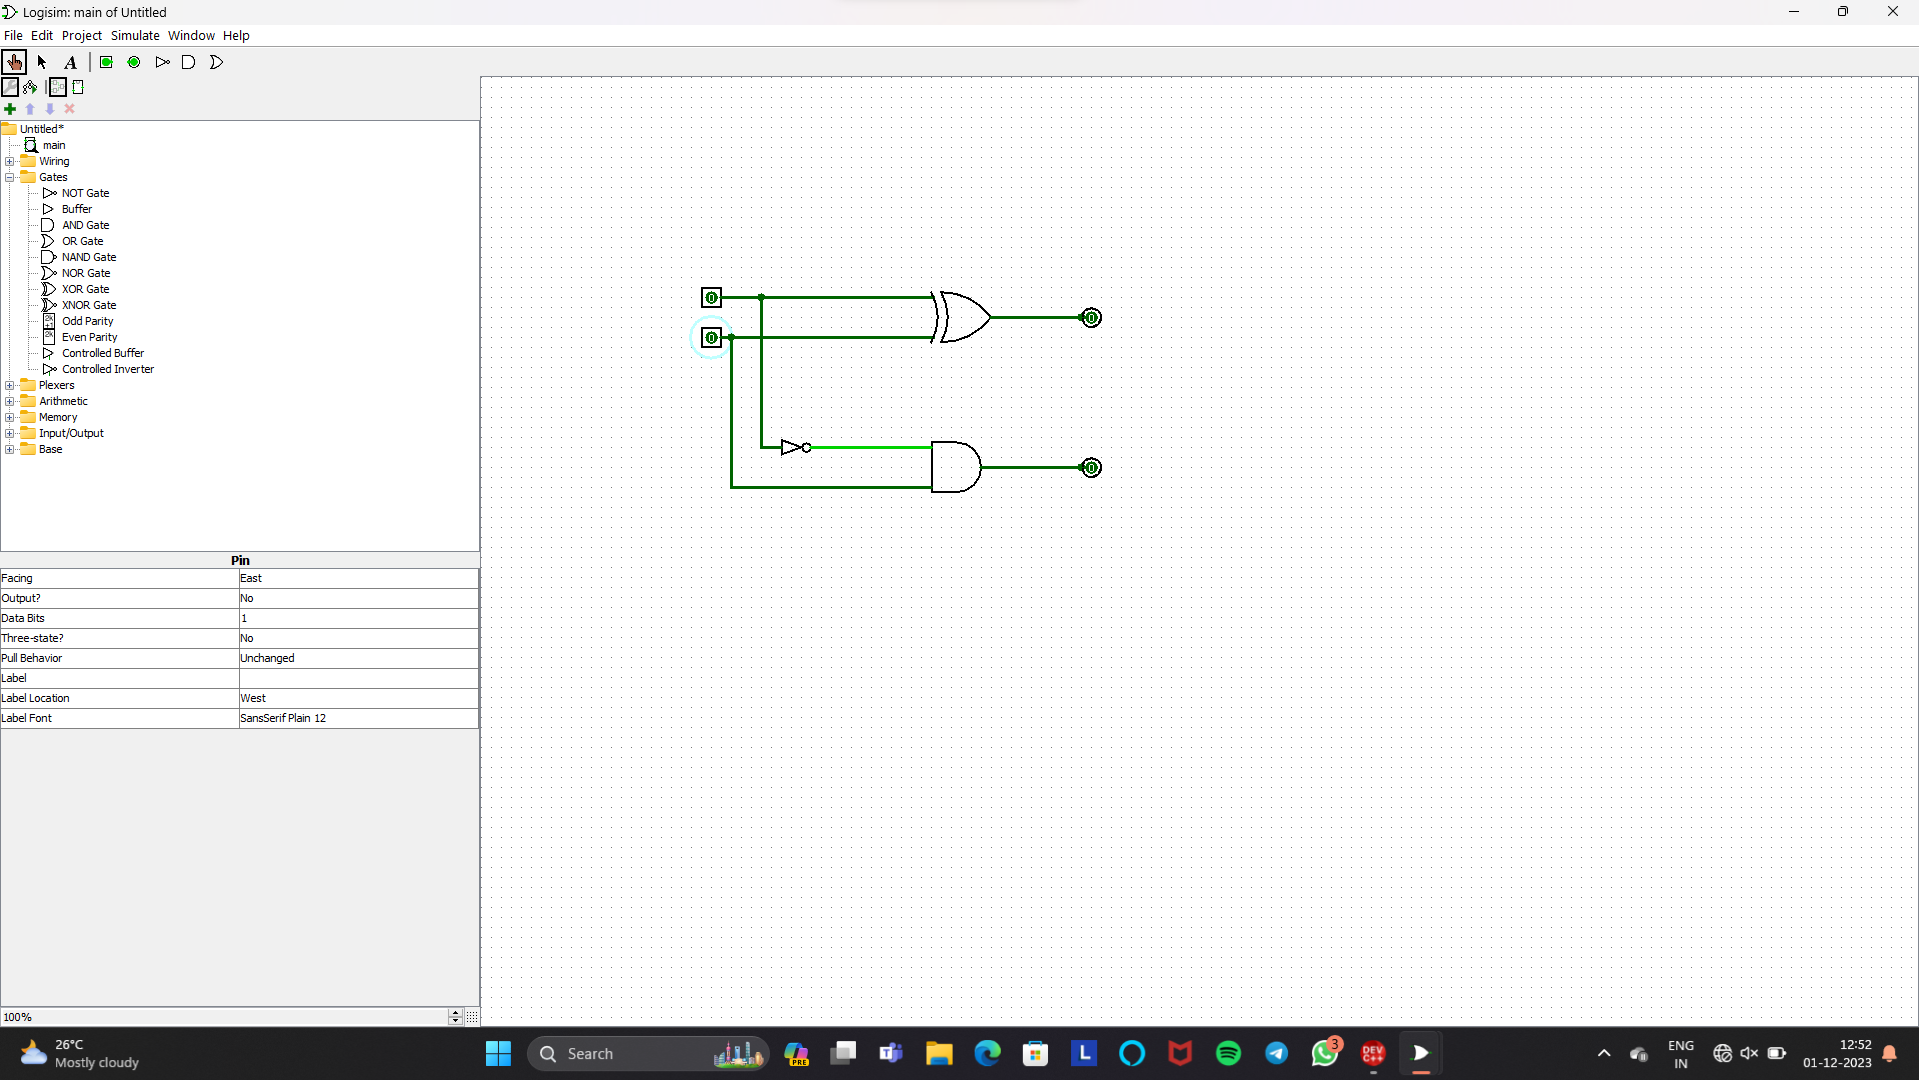 Logisim: main of Untitled
File Edit Project Simulate Window Help
A
Untitled*
main
Wiring
Gates
NOT Gate
Buffer
AND Gate
OR Gate
NAND Gate
NOR Gate
XOR Gate
XNOR Gate
Odd Parity
Even Parity
Controlled Buffer
Controlled Inverter
Plexers
Arithmetic
Memory
Input/Output
Base
0
0
0
0
Pin
Facing East
Output? No
Data Bits 1
Three-state? No
Pull Behavior Unchanged
Label
Label Location West
Label Font SansSerif Plain 12
100%
26°C
Mostly cloudy
Search
PRE
L
3
DEV
C++
ENG
IN
12:52
01-12-2023